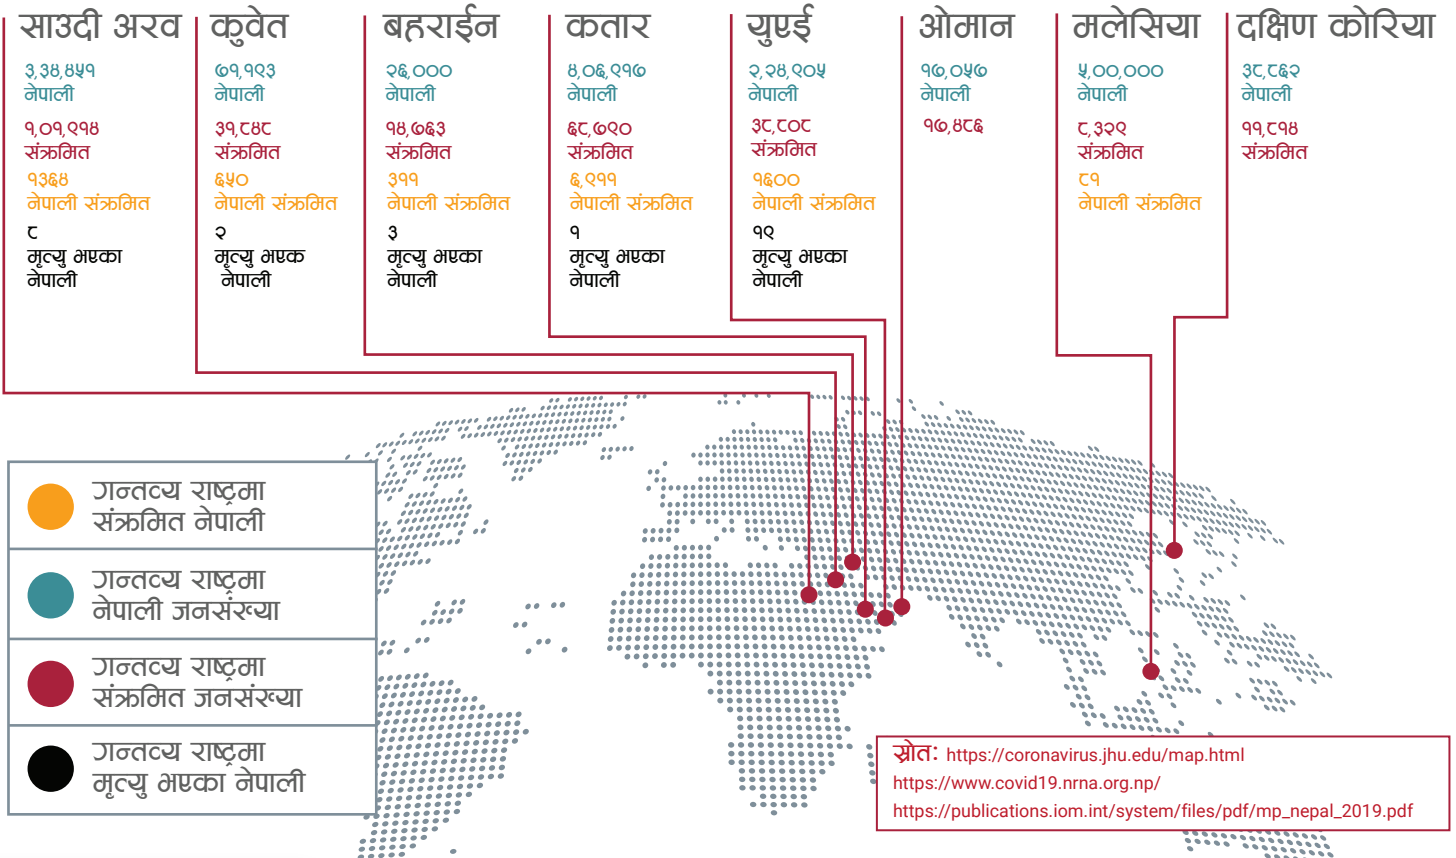 साउदी अरव
३,३४,४५१
नेपाली
१,०१,९१४
संक्रमित
१३६४
नेपाली संक्रमित
८
मृत्यु भएका
नेपाली
कुवेत
७१,१९३
नेपाली
३१,८४८
संक्रमित
६५०
नेपाली संक्रमित
२
मृत्यु भएक
नेपाली
बहराईन
२६,०००
नेपाली
१४,७६३
संक्रमित
३११
नेपाली संक्रमित
३
मृत्यु भएका
नेपाली
कतार
४,०६,९१७
नेपाली
६८,७९०
संक्रमित
६,९११
नेपाली संक्रमित
१
मृत्यु भएका
नेपाली
युएई
२,२४,९०५
नेपाली
३८,८०८
संक्रमित
१६००
नेपाली संक्रमित
१९
मृत्यु भएका
नेपाली
ओमान
१७,०५७
नेपाली
१७,४८६
मलेसिया
५,००,०००
नेपाली
८,३२९
संक्रमित
८१
नेपाली संक्रमित
दक्षिण कोरिया
३८,८६२
नेपाली
११,८१४
संक्रमित
गन्तव्य राष्ट्रमा
संक्रमित नेपाली
गन्तव्य राष्ट्रमा
नेपाली जनसंख्या
गन्तव्य राष्ट्रमा
संक्रमित जनसंख्या
गन्तव्य राष्ट्रमा
मृत्यु भएका नेपाली
स्रोत: https://coronavirus.jhu.edu/map.html
https://www.covid19.nrna.org.np/
https://publications.iom.int/system/files/pdf/mp_nepal_2019.pdf